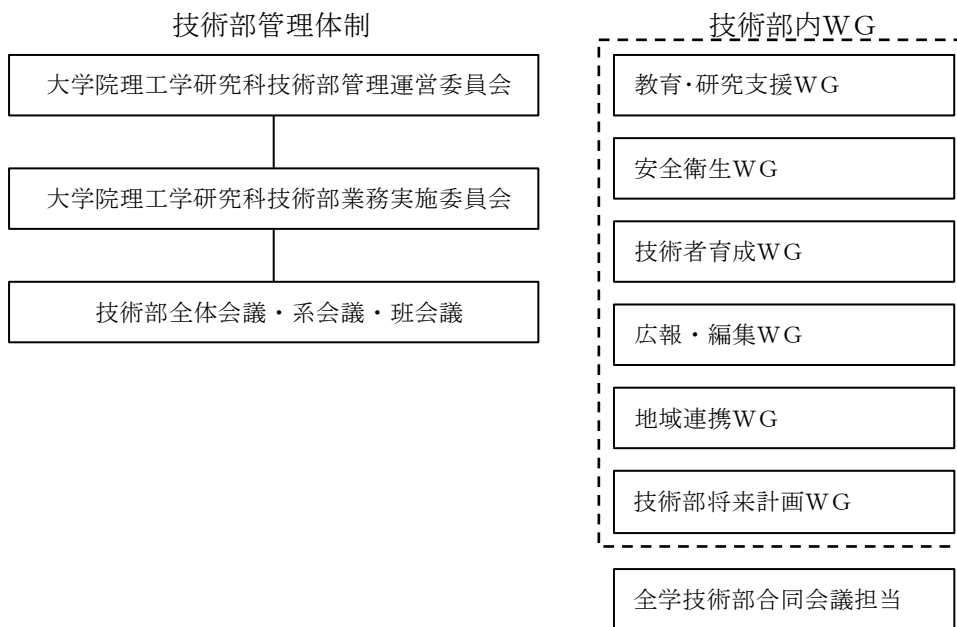 技術部管理体制
大学院理工学研究科技術部管理運営委員会
大学院理工学研究科技術部業務実施委員会
技術部全体会議・系会議・班会議
技術部内ＷＧ
教育･研究支援ＷＧ
安全衛生ＷＧ
技術者育成ＷＧ
広報・編集ＷＧ
地域連携ＷＧ
技術部将来計画ＷＧ
全学技術部合同会議担当